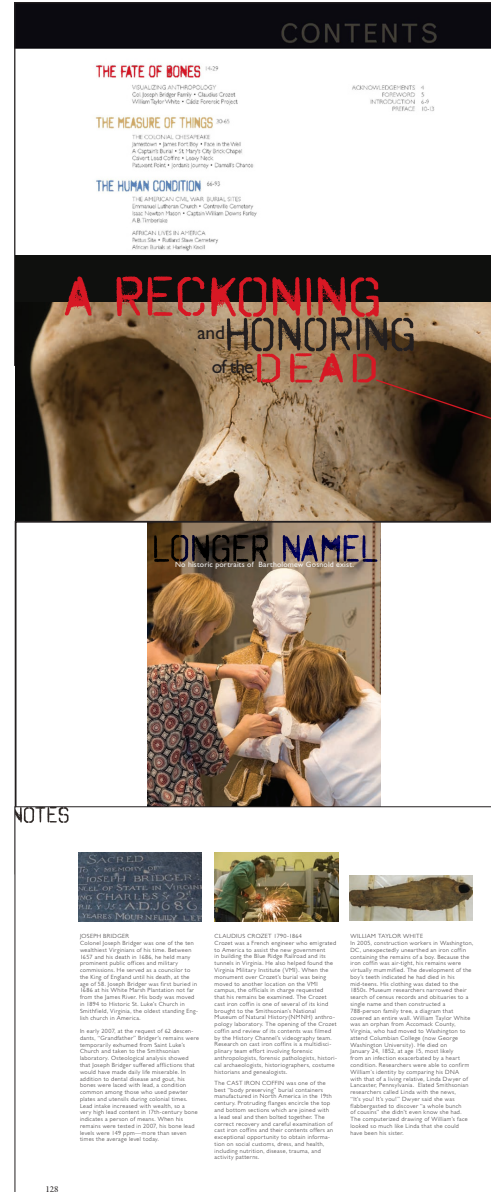 CONTENTS
THE FATE OF BONES 14-29
VISUALIZING ANTHROPOLOGY
Col. Joseph Bridger Family • Claudius Crozet
William Taylor White • Cádiz Forensic Project
ACKNOWLEDGEMENTS 4
FOREWORD 5
INTRODUCTION 6-9
PREFACE 10-13
THE MEASURE OF THINGS 30-65
THE COLONIAL CHESAPEAKE
Jamestown • James Fort Boy • Face in the Well
A Captain's Burial • St. Mary's City Brick Chapel
Calvert Lead Coffins • Leavy Neck
Patuxent Point • Jordan's Journey • Darnall's Chance
THE HUMAN CONDITION 66-95
THE AMERICAN CIVIL WAR BURIAL SITES
Emmanuel Lutheran Church • Centreville Cemetery
Isaac Newton Mason • Captain William Downs Farley
A.B. Timberlake
AFRICAN LIVES IN AMERICA
Pettus Site • Rutland Slave Cemetery
African Burials at Harleigh Knoll
A RECKONING
and HONORING
of the DEAD
LONGER NAMEL
No historic portraits of Bartholomew Gosnold exist.
NOTES
SACRED
TO Y MEMORY OF
JOSEPH BRIDGER
OF STATE IN VIRGINIA
CHARLES Y 2D
A:D:1686
MOURNFULLY
JOSEPH BRIDGER
Colonel Joseph Bridger was one of the ten
wealthiest Virginians of his time. Between
1657 and his death in 1686, he held many
prominent public offices and military
commissions. He served as a councilor to
the King of England until his death, at the
age of 58. Joseph Bridger was first buried in
1686 at his White Marsh Plantation not far
from the James River. His body was moved
in 1894 to Historic St. Luke's Church in
Smithfield, Virginia, the oldest standing Eng-
lish church in America.
In early 2007, at the request of 62 descen-
dants, "Grandfather" Bridger's remains were
temporarily exhumed from Saint Luke's
Church and taken to the Smithsonian
laboratory. Osteological analysis showed
that Joseph Bridger suffered afflictions that
would have made daily life miserable. In
addition to dental disease and gout, his
bones were laced with lead, a condition
common among those who used pewter
plates and utensils during colonial times.
Lead intake increased with wealth, so a
very high lead content in 17th-century bone
indicates a person of means. When his
remains were tested in 2007, his bone lead
levels were 149 ppm—more than seven
times the average level today.
CLAUDIUS CROZET 1790-1864
Crozet was a French engineer who emigrated
to America to assist the new government
in building the Blue Ridge Railroad and its
tunnels in Virginia. He also helped found the
Virginia Military Institute (VMI). When the
monument over Crozet's burial was being
moved to another location on the VMI
campus, the officials in charge requested
that his remains be examined. The Crozet
cast iron coffin is one of several of its kind
brought to the Smithsonian's National
Museum of Natural History(NMNH) anthro-
pology laboratory. The opening of the Crozet
coffin and review of its contents was filmed
by the History Channel's videography team.
Research on cast iron coffins is a multidisci-
plinary team effort involving forensic
anthropologists, forensic pathologists, histori-
cal archaeologists, historiographers, costume
historians and genealogists.
The CAST IRON COFFIN was one of the
best "body preserving" burial containers
manufactured in North America in the 19th
century. Protruding flanges encircle the top
and bottom sections which are joined with
a lead seal and then bolted together. The
correct recovery and careful examination of
cast iron coffins and their contents offers an
exceptional opportunity to obtain informa-
tion on social customs, dress, and health,
including nutrition, disease, trauma, and
activity patterns.
WILLIAM TAYLOR WHITE
In 2005, construction workers in Washington,
DC, unexpectedly unearthed an iron coffin
containing the remains of a boy. Because the
iron coffin was air-tight, his remains were
virtually mummified. The development of the
boy's teeth indicated he had died in his
mid-teens. His clothing was dated to the
1850s. Museum researchers narrowed their
search of census records and obituaries to a
single name and then constructed a
788-person family tree, a diagram that
covered an entire wall. William Taylor White
was an orphan from Accomack County,
Virginia, who had moved to Washington to
attend Columbian College (now George
Washington University). He died on
January 24, 1852, at age 15, most likely
from an infection exacerbated by a heart
condition. Researchers were able to confirm
William's identity by comparing his DNA
with that of a living relative, Linda Dwyer of
Lancaster, Pennsylvania. Elated Smithsonian
researchers called Linda with the news,
"It's you! It's you!" Dwyer said she was
flabbergasted to discover "a whole bunch
of cousins" she didn't even know she had.
The computerized drawing of William's face
looked so much like Linda that she could
have been his sister.
128